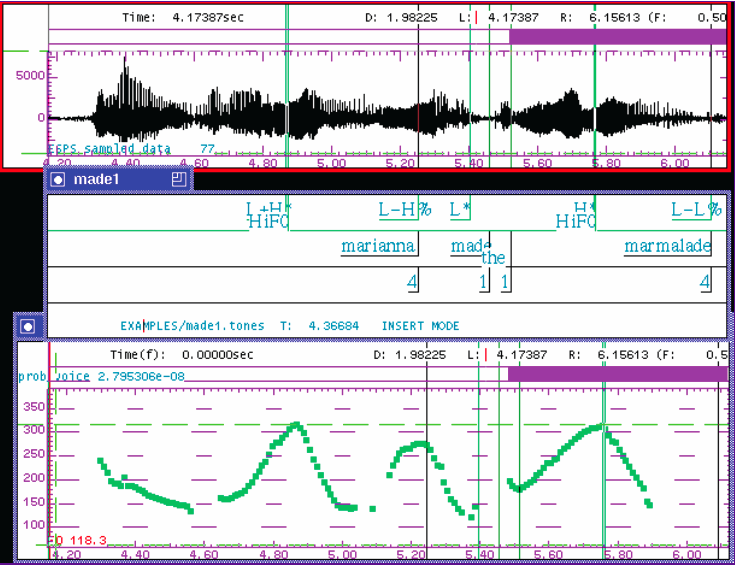 Time: 4.17387sec D: 1.98225 L: 4.17387 R: 6.15613 (F: 0.50
5000
0
ESPS sampled data 77
4.20 4.40 4.60 4.80 5.00 5.20 5.40 5.60 5.80 6.00
made1
L+H* L-H% L* H* L-L%
HiF0 HiF0
marianna made the marmalade
4 1 1 4
EXAMPLES/made1.tones T: 4.36684 INSERT MODE
Time(f): 0.00000sec D: 1.98225 L: 4.17387 R: 6.15613 (F: 0.5
prob_voice 2.795306e-08
350
300
250
200
150
100
0 118.3
4.20 4.40 4.60 4.80 5.00 5.20 5.40 5.60 5.80 6.00